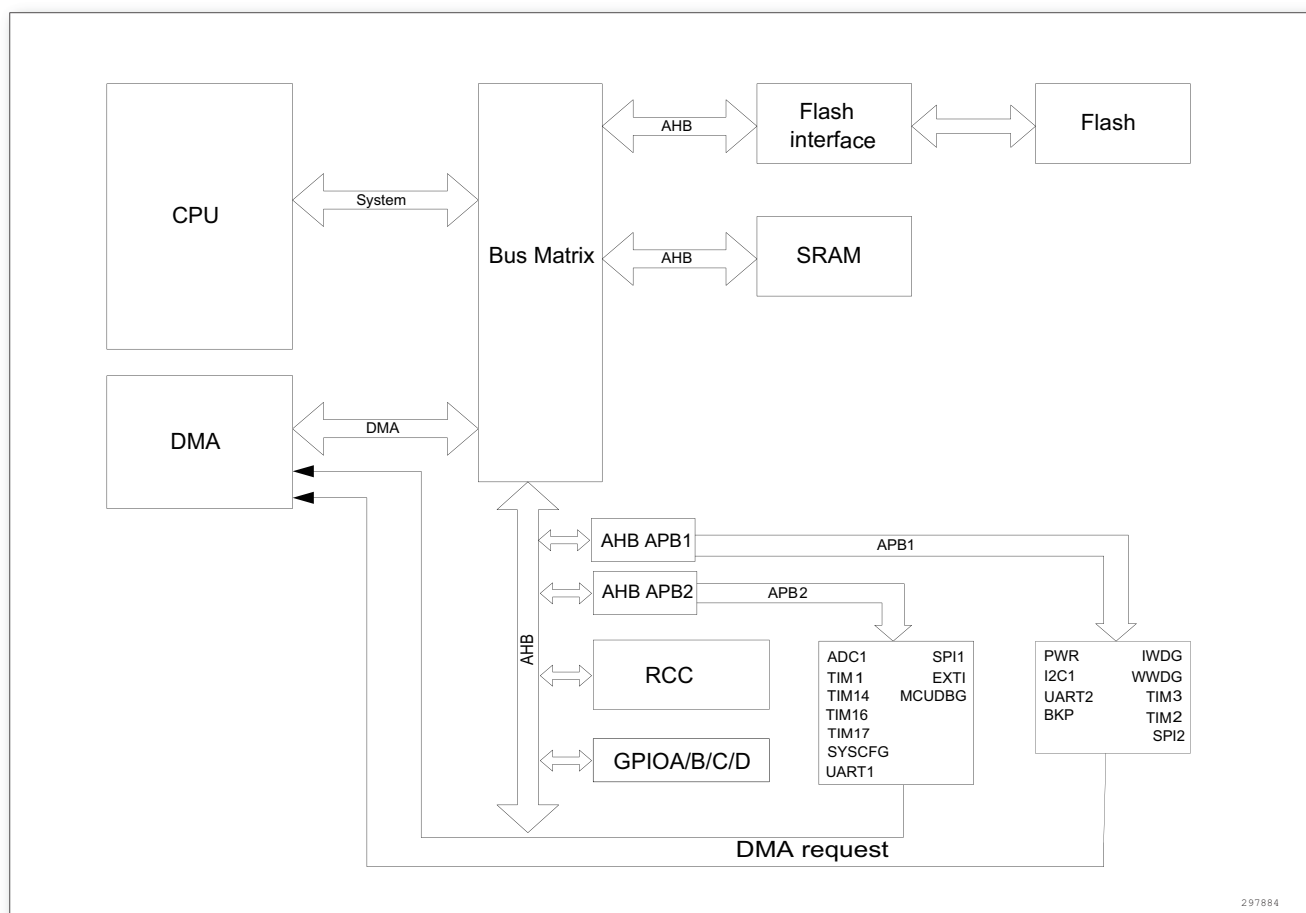 Flash
interface
Flash
AHB
CPU
System
Bus Matrix
SRAM
AHB
DMA
DMA
AHB APB1
APB1
AHB APB2
APB2
AHB
RCC
GPIOA/B/C/D
ADC1 SPI1
TIM1 EXTI
TIM14 MCUDBG
TIM16
TIM17
SYSCFG
UART1
PWR IWDG
I2C1 WWDG
UART2 TIM3
BKP TIM2
SPI2
DMA request
297884